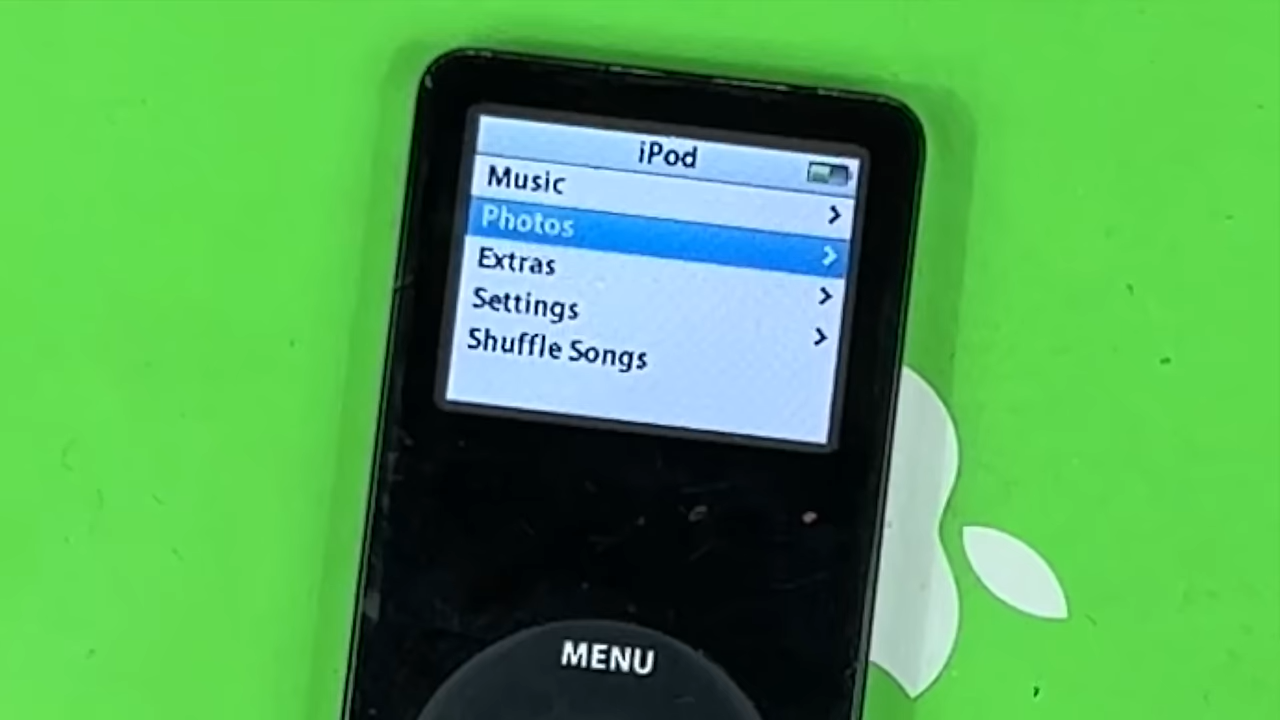 iPod
Music
Photos
Extras
Settings
Shuffle Songs
MENU